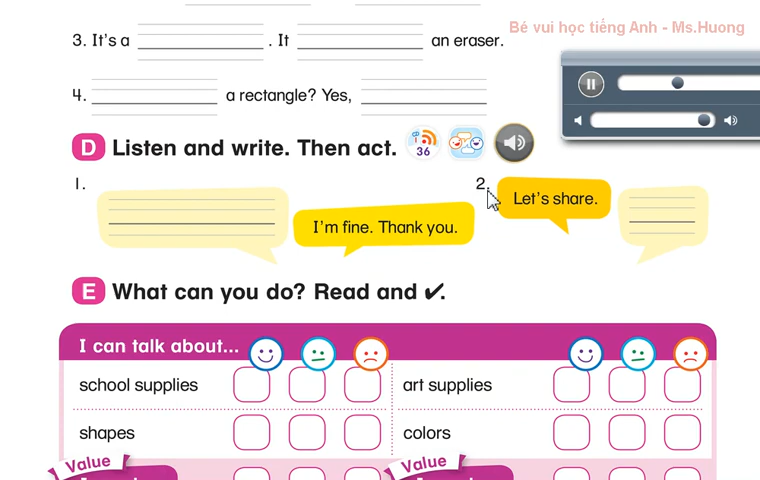 Bé vui học tiếng Anh - Ms.Huong
3. It's a . It an eraser.
4. a rectangle? Yes,
D Listen and write. Then act. 36
1.
I'm fine. Thank you.
2.
Let's share.
E What can you do? Read and ✔.
I can talk about...
school supplies
art supplies
shapes
colors
Value
Value